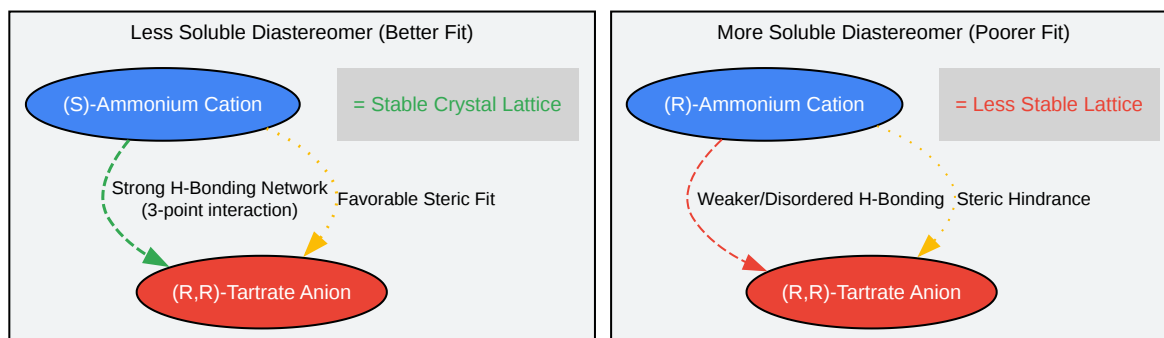 Less Soluble Diastereomer (Better Fit)
(S)-Ammonium Cation
= Stable Crystal Lattice
Strong H-Bonding Network
(3-point interaction)
Favorable Steric Fit
(R,R)-Tartrate Anion
More Soluble Diastereomer (Poorer Fit)
(R)-Ammonium Cation
= Less Stable Lattice
Weaker/Disordered H-Bonding
Steric Hindrance
(R,R)-Tartrate Anion